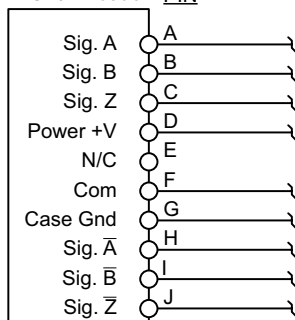 PIN
Sig. A A
Sig. B B
Sig. Z C
Power +V D
N/C E
Com F
Case Gnd G
Sig. A̅ H
Sig. B̅ I
Sig. Z̅ J